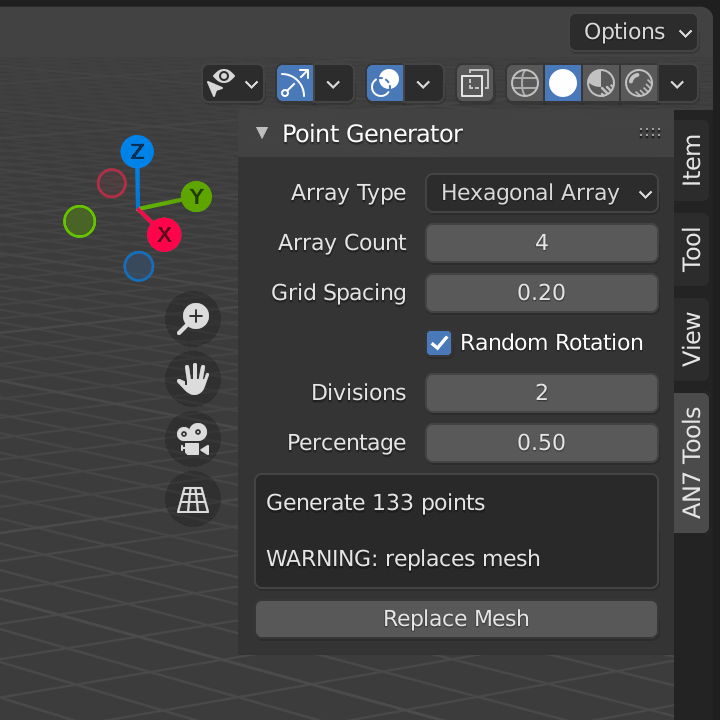 Options
Point Generator
Item
Z
Y
X
Array Type
Hexagonal Array
Array Count
4
Tool
Grid Spacing
0.20
Random Rotation
View
Divisions
2
Percentage
0.50
AN7 Tools
Generate 133 points
WARNING: replaces mesh
Replace Mesh